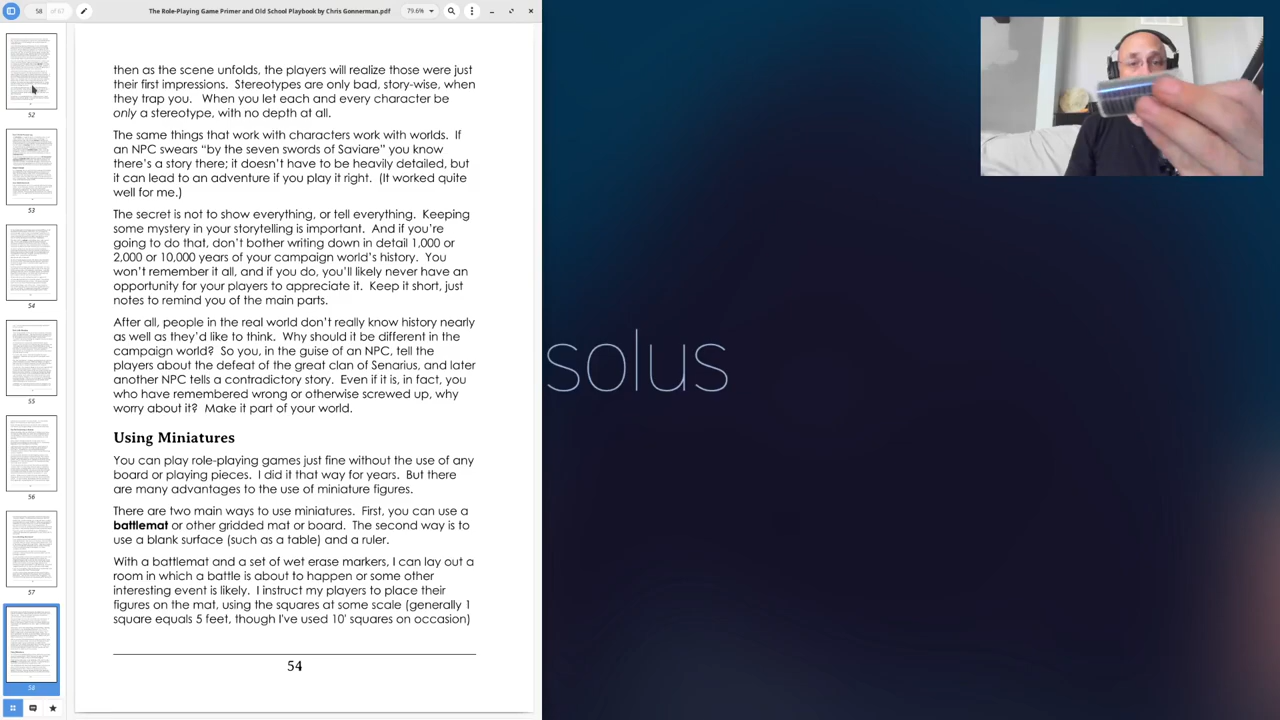 58 of 67
The Role-Playing Game Primer and Old School Playbook by Chris Gonnerman.pdf
79.6%
then as the story unfolds, the players will realize those were just
their first impressions. Stereotypes are only bad, story-wise, when
they trap you. When you let each and every character be
only a stereotype, with no depth at all.
The same things that work with characters work with worlds. If
an NPC swears "by the seven swords of Saviare" you know
there's a story there; it doesn't have to be heavily detailed, but
it can lead to an adventure if you play it right. (It worked quite
well for me.)
The secret is not to show everything, or tell everything. Keeping
some mystery in your storytelling is important. And if you're
going to do that, don't bother writing down in detail 1,000 or
2,000 or 10,000 years of your campaign world's history. You
won't remember it all, and if you do, you'll likely never have an
opportunity for your players to appreciate it. Keep it short, just
notes to remind you of the main parts.
After all, people in the real world don't really know history nearly
as well as they'd like to think. Why should it be different in the
campaign world? So you, in the guise of an NPC, tell the
players about the defeat of the lost clan of Sanarius, and later
another NPC has a contradictory story. Even if it is, in fact, you
who have remembered wrong or otherwise screwed up, why
worry about it? Make it part of your world.
Using Miniatures
You can play role-playing games just fine without the use of any
board or playing pieces. I did it that way for years. But there
are many advantages to the use of miniature figures.
There are two main ways to use miniatures. First, you can use a
battlemat or other gridded map board. The second way is to
use a blank surface (such as a table) and a ruler.
With a battlemat and a set of wet-erase markers, I can lay out a
room in which a battle is about to happen or some other
interesting event is likely. I instruct my players to place their
figures on the mat, using the squares at some scale (generally 1
square equals 5 feet, though I've used 10' squares on occasion)
54
52
53
54
55
56
57
58
solus